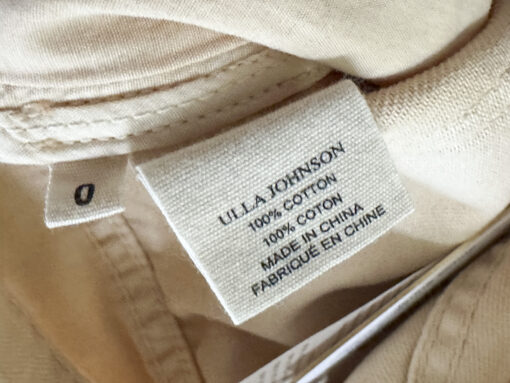 0
ULLA JOHNSON
100% COTTON
100% COTON
MADE IN CHINA
FABRIQUÉ EN CHINE